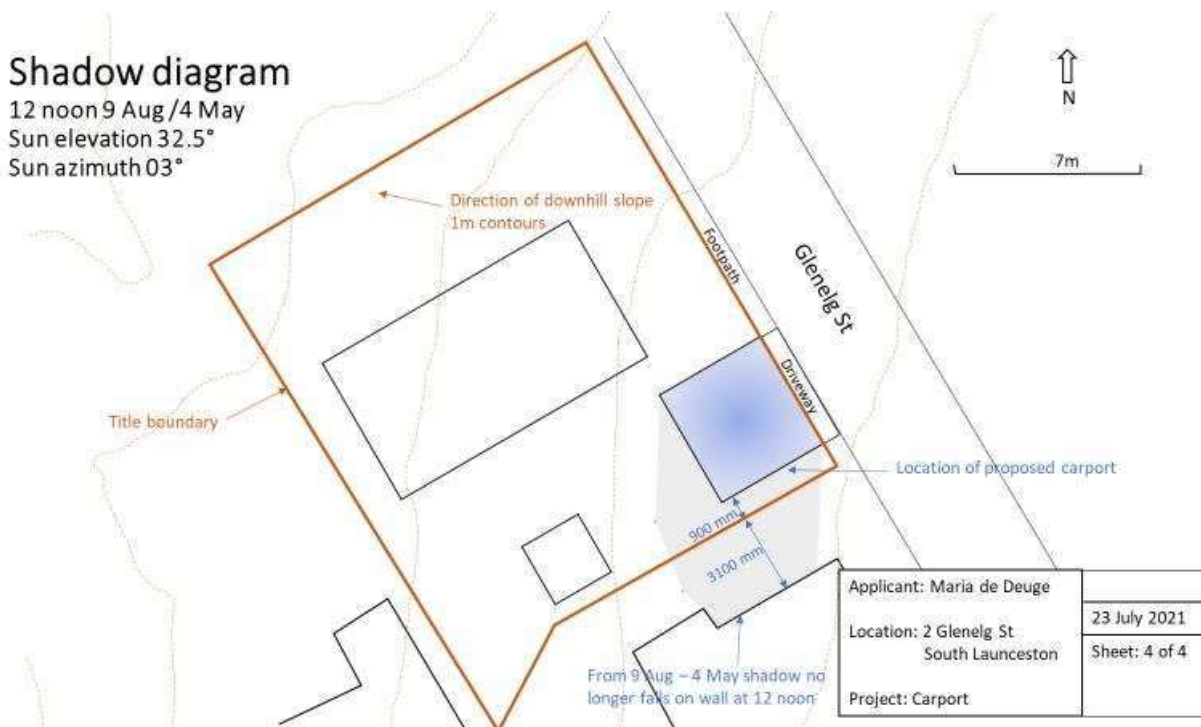 Shadow diagram
12 noon 9 Aug /4 May
Sun elevation 32.5°
Sun azimuth 03°
N
7m
Direction of downhill slope
1m contours
Footpath
Glenelg St
Driveway
Title boundary
Location of proposed carport
900 mm
3100 mm
From 9 Aug – 4 May shadow no
longer falls on wall at 12 noon
Applicant: Maria de Deuge
Location: 2 Glenelg St
South Launceston
Project: Carport
23 July 2021
Sheet: 4 of 4